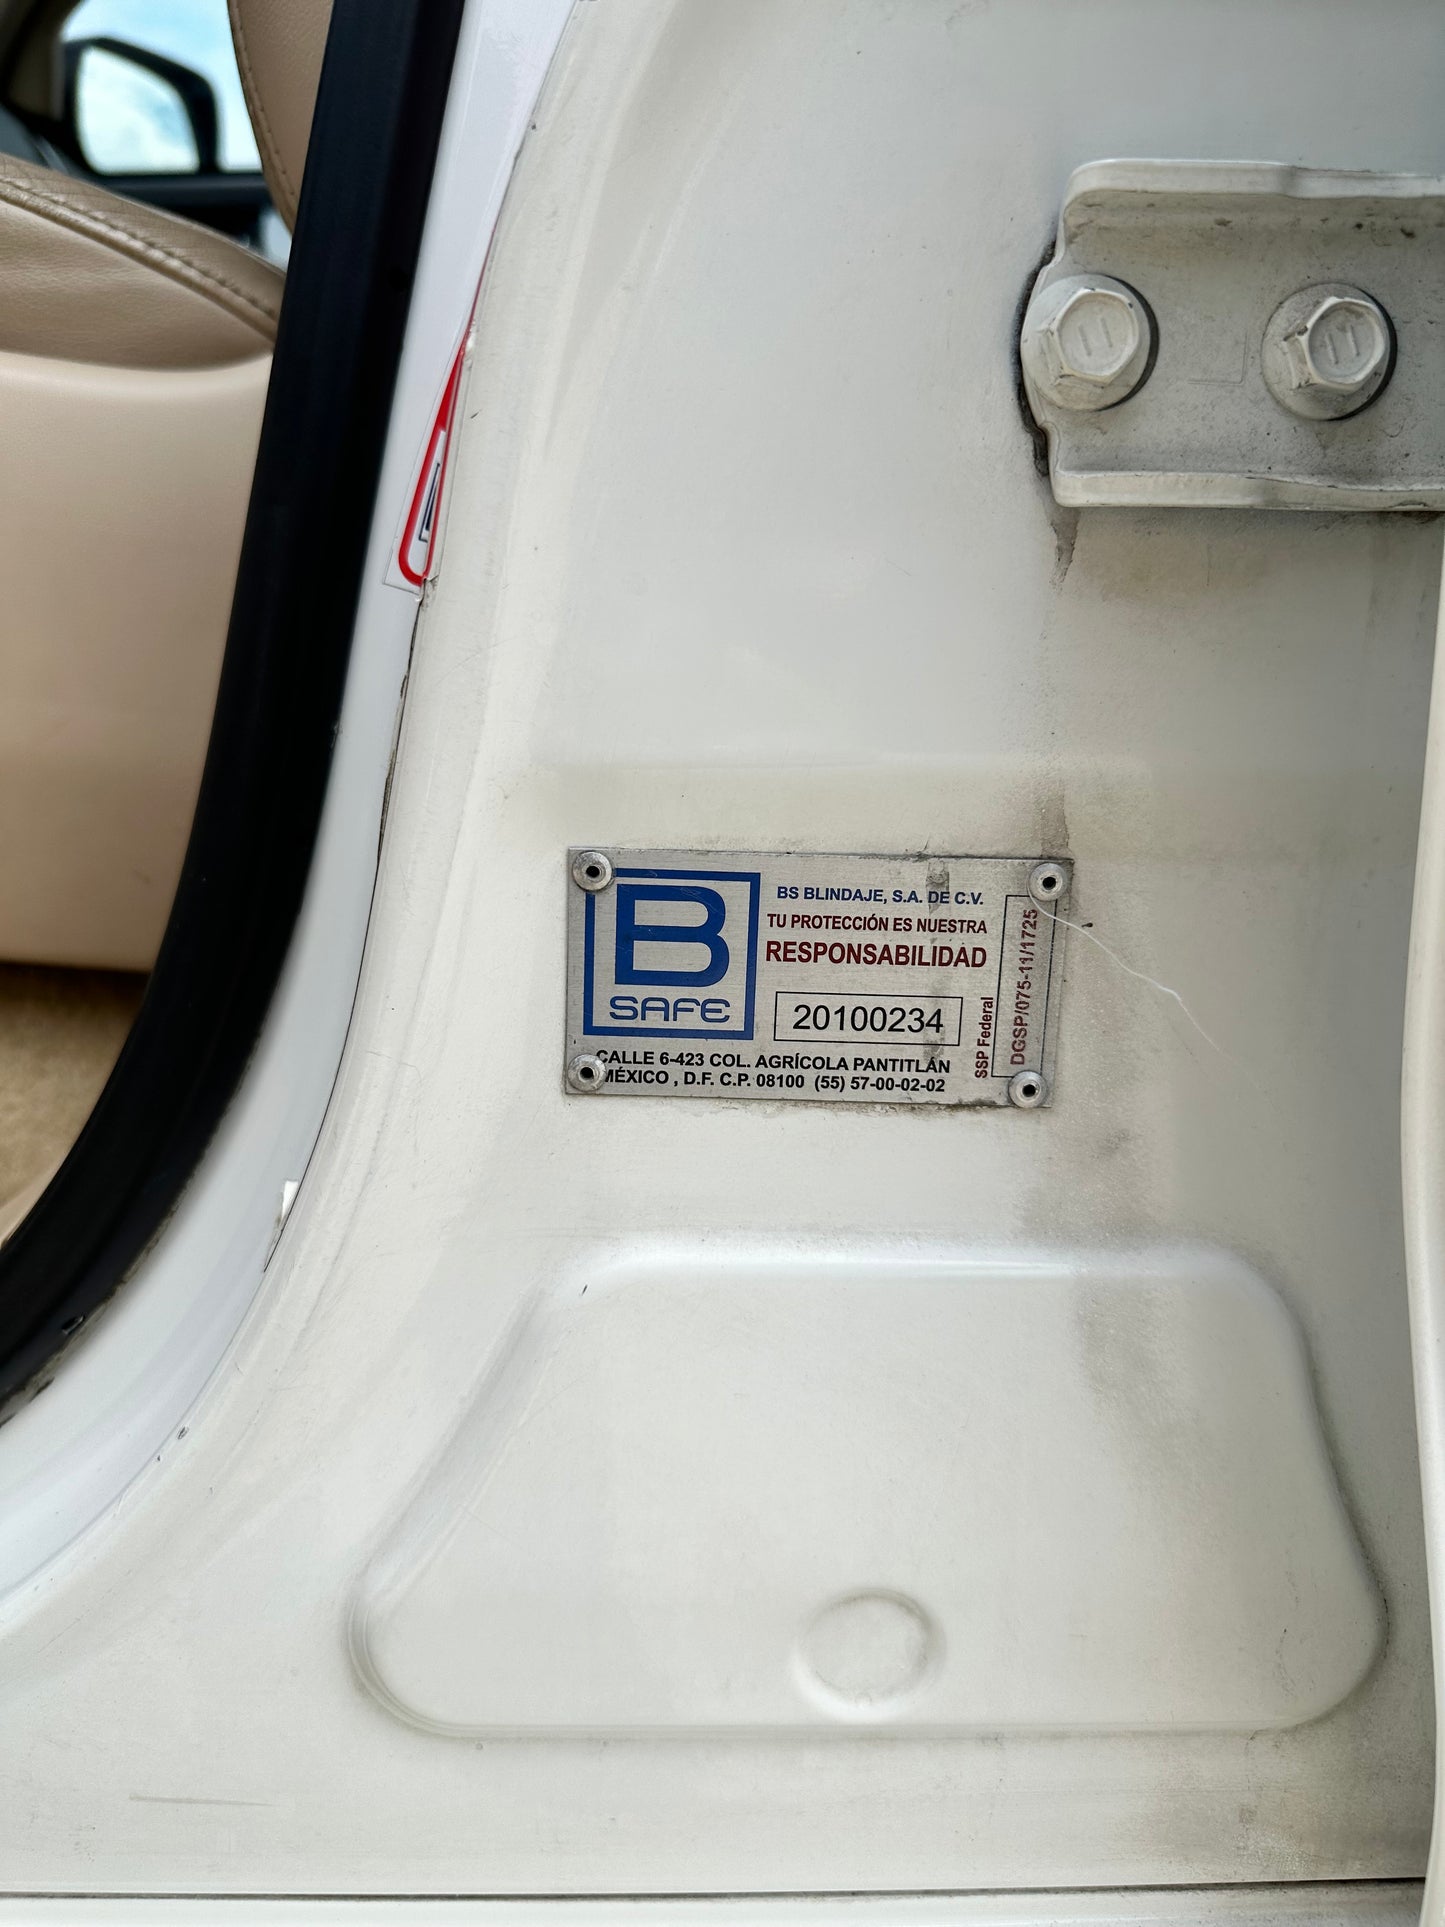 B
SAFE
BS BLINDAJE, S.A. DE C.V.
TU PROTECCIÓN ES NUESTRA
RESPONSABILIDAD
20100234
CALLE 6-423 COL. AGRÍCOLA PANTITLÁN
MÉXICO , D.F. C.P. 08100 (55) 57-00-02-02
SSP Federal
DGSP/075-11/1725